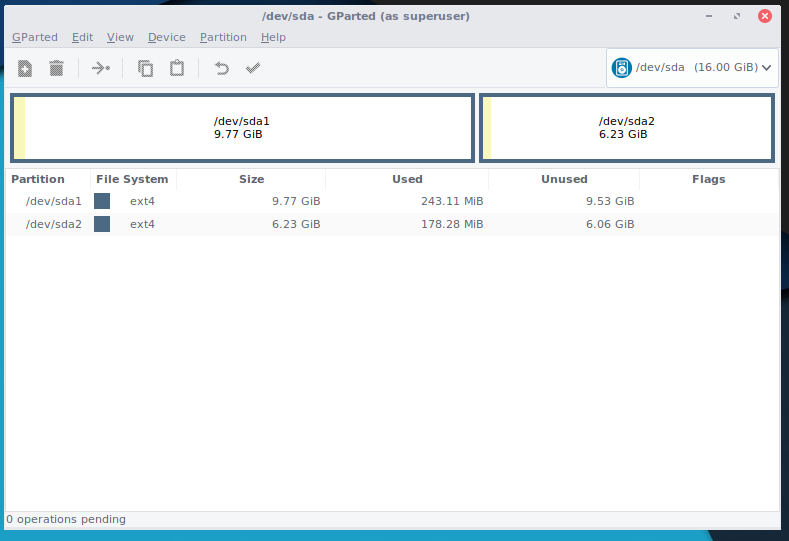 /dev/sda - GParted (as superuser)
GParted Edit View Device Partition Help
/dev/sda (16.00 GiB)
/dev/sda1
9.77 GiB
/dev/sda2
6.23 GiB
Partition File System Size Used Unused Flags
/dev/sda1 ext4 9.77 GiB 243.11 MiB 9.53 GiB
/dev/sda2 ext4 6.23 GiB 178.28 MiB 6.06 GiB
0 operations pending